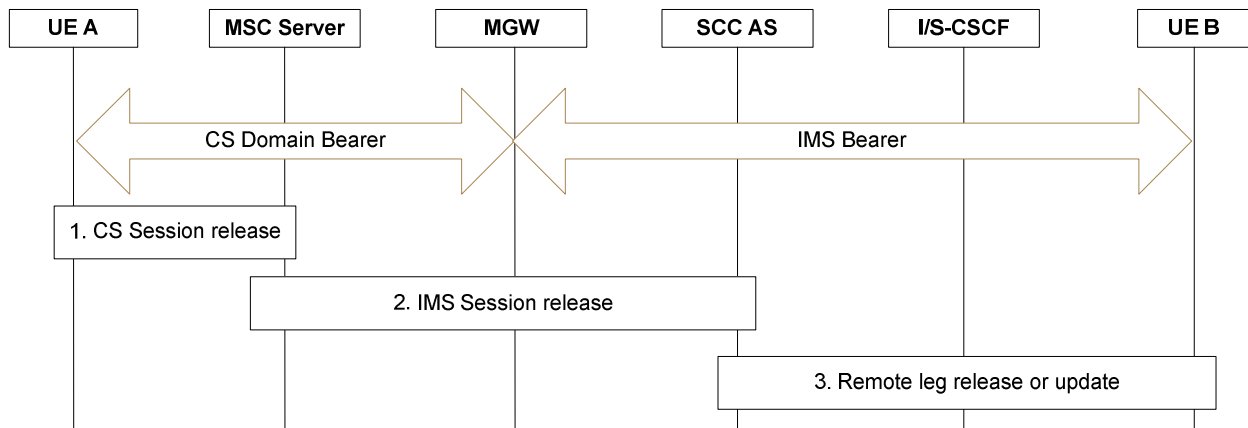 UE A
MSC Server
MGW
SCC AS
I/S-CSCF
UE B
CS Domain Bearer
IMS Bearer
1. CS Session release
2. IMS Session release
3. Remote leg release or update